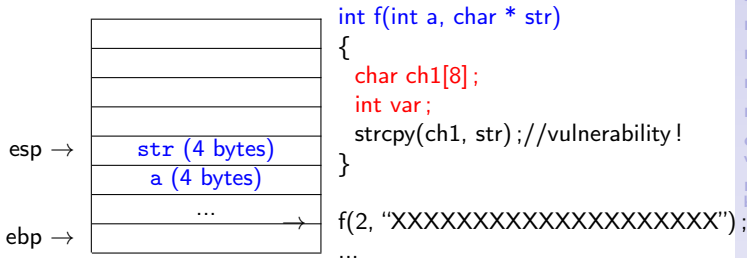 int f(int a, char * str)
{
char ch1[8] ;
int var ;
strcpy(ch1, str) ;//vulnerability !
}
f(2, “XXXXXXXXXXXXXXXXXXXX”) ;
...
esp →
str (4 bytes)
a (4 bytes)
...
→
ebp →